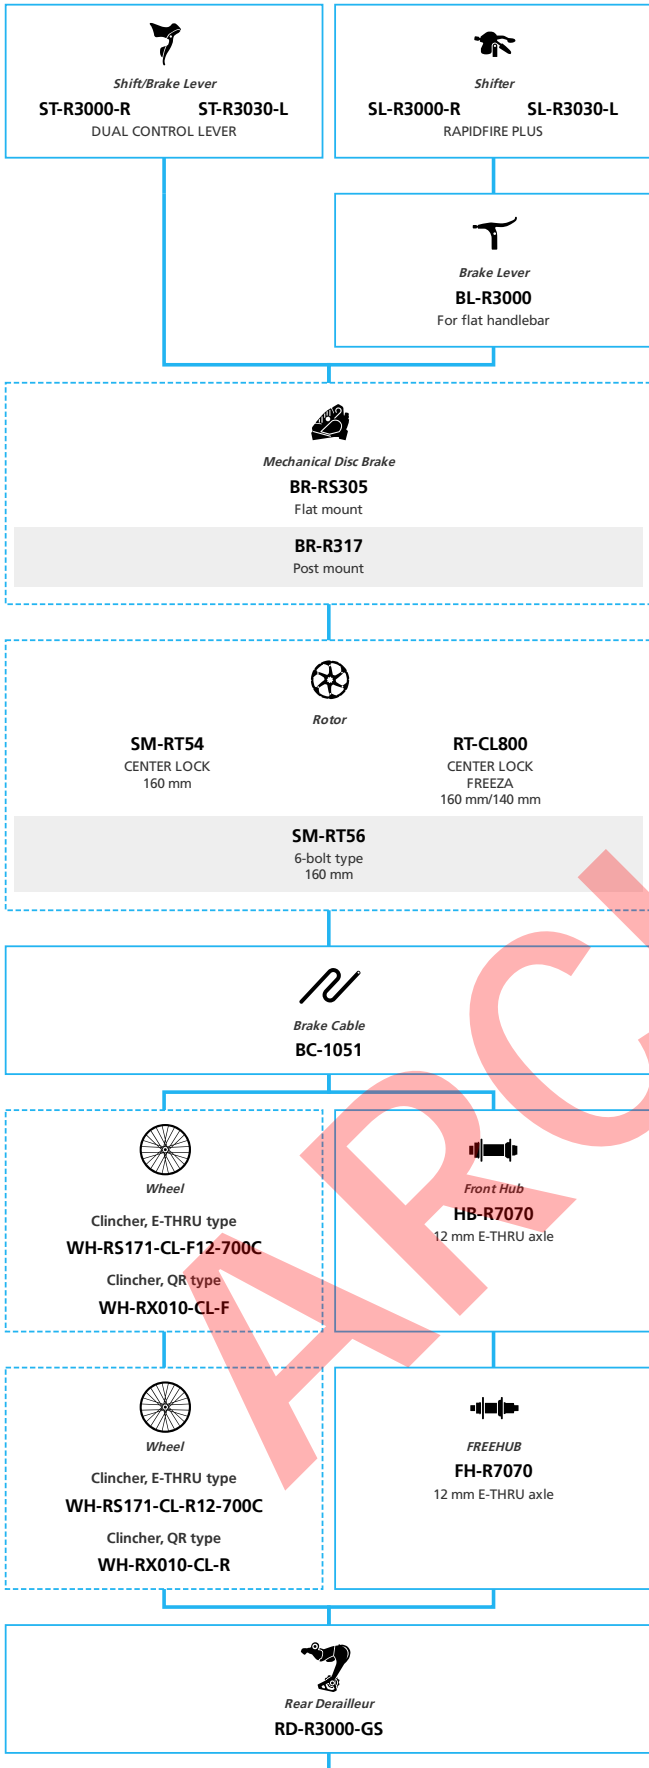 Shift/Brake Lever
ST-R3000-R ST-R3030-L
DUAL CONTROL LEVER
Shifter
SL-R3000-R SL-R3030-L
RAPIDFIRE PLUS
Brake Lever
BL-R3000
For flat handlebar
Mechanical Disc Brake
BR-RS305
Flat mount
BR-R317
Post mount
Rotor
SM-RT54
CENTER LOCK
160 mm
RT-CL800
CENTER LOCK
FREEZA
160 mm/140 mm
SM-RT56
6-bolt type
160 mm
Brake Cable
BC-1051
Wheel
Clincher, E-THRU type
WH-RS171-CL-F12-700C
Clincher, QR type
WH-RX010-CL-F
Front Hub
HB-R7070
12 mm E-THRU axle
Wheel
Clincher, E-THRU type
WH-RS171-CL-R12-700C
Clincher, QR type
WH-RX010-CL-R
FREEHUB
FH-R7070
12 mm E-THRU axle
Rear Derailleur
RD-R3000-GS